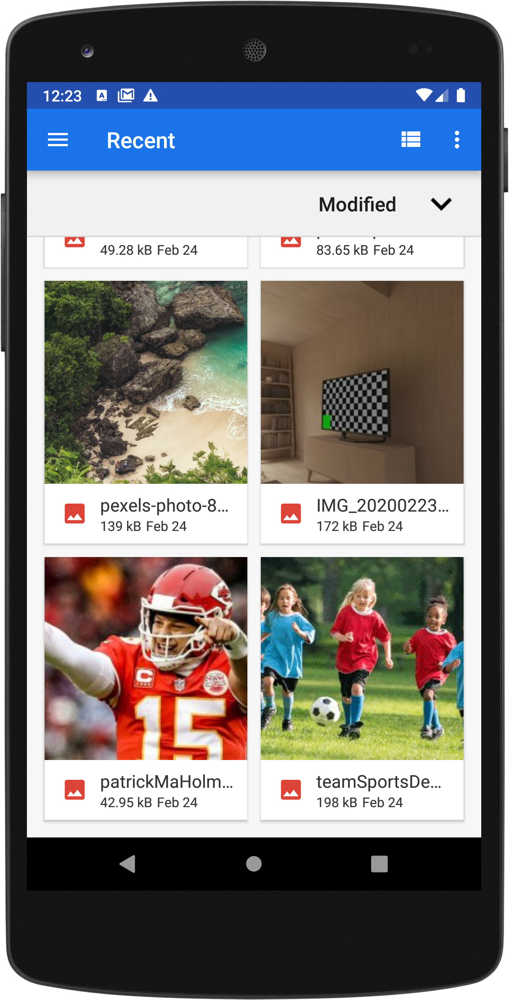 12:23
Recent
Modified
49.28 kB Feb 24
83.65 kB Feb 24
pexels-photo-8...
139 kB Feb 24
IMG_20200223...
172 kB Feb 24
C
15
patrickMaHolm...
42.95 kB Feb 24
teamSportsDe...
198 kB Feb 24